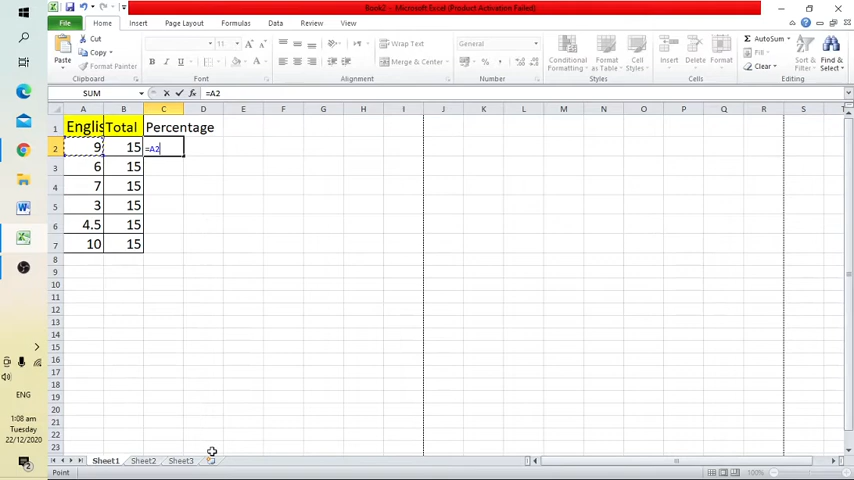 Book2 - Microsoft Excel (Product Activation Failed)
File Home Insert Page Layout Formulas Data Review View
Cut
Copy
Format Painter
Paste
Clipboard
11
Font
Wrap Text
Merge & Center
Alignment
General
Number
Conditional Formatting
Format as Table
Cell Styles
Styles
Insert Delete Format
Cells
AutoSum
Fill
Clear
Sort & Filter
Find & Select
Editing
SUM =A2
A B C D E F G H I J K L M N O P Q R S T
1 Englis Total Percentage
2 9 15 =A2
3 6 15
4 7 15
5 3 15
6 4.5 15
7 10 15
8
9
10
11
12
13
14
15
16
17
18
19
20
21
22
23
Sheet1 Sheet2 Sheet3
Point 100%
ENG
1:08 am
Tuesday
22/12/2020